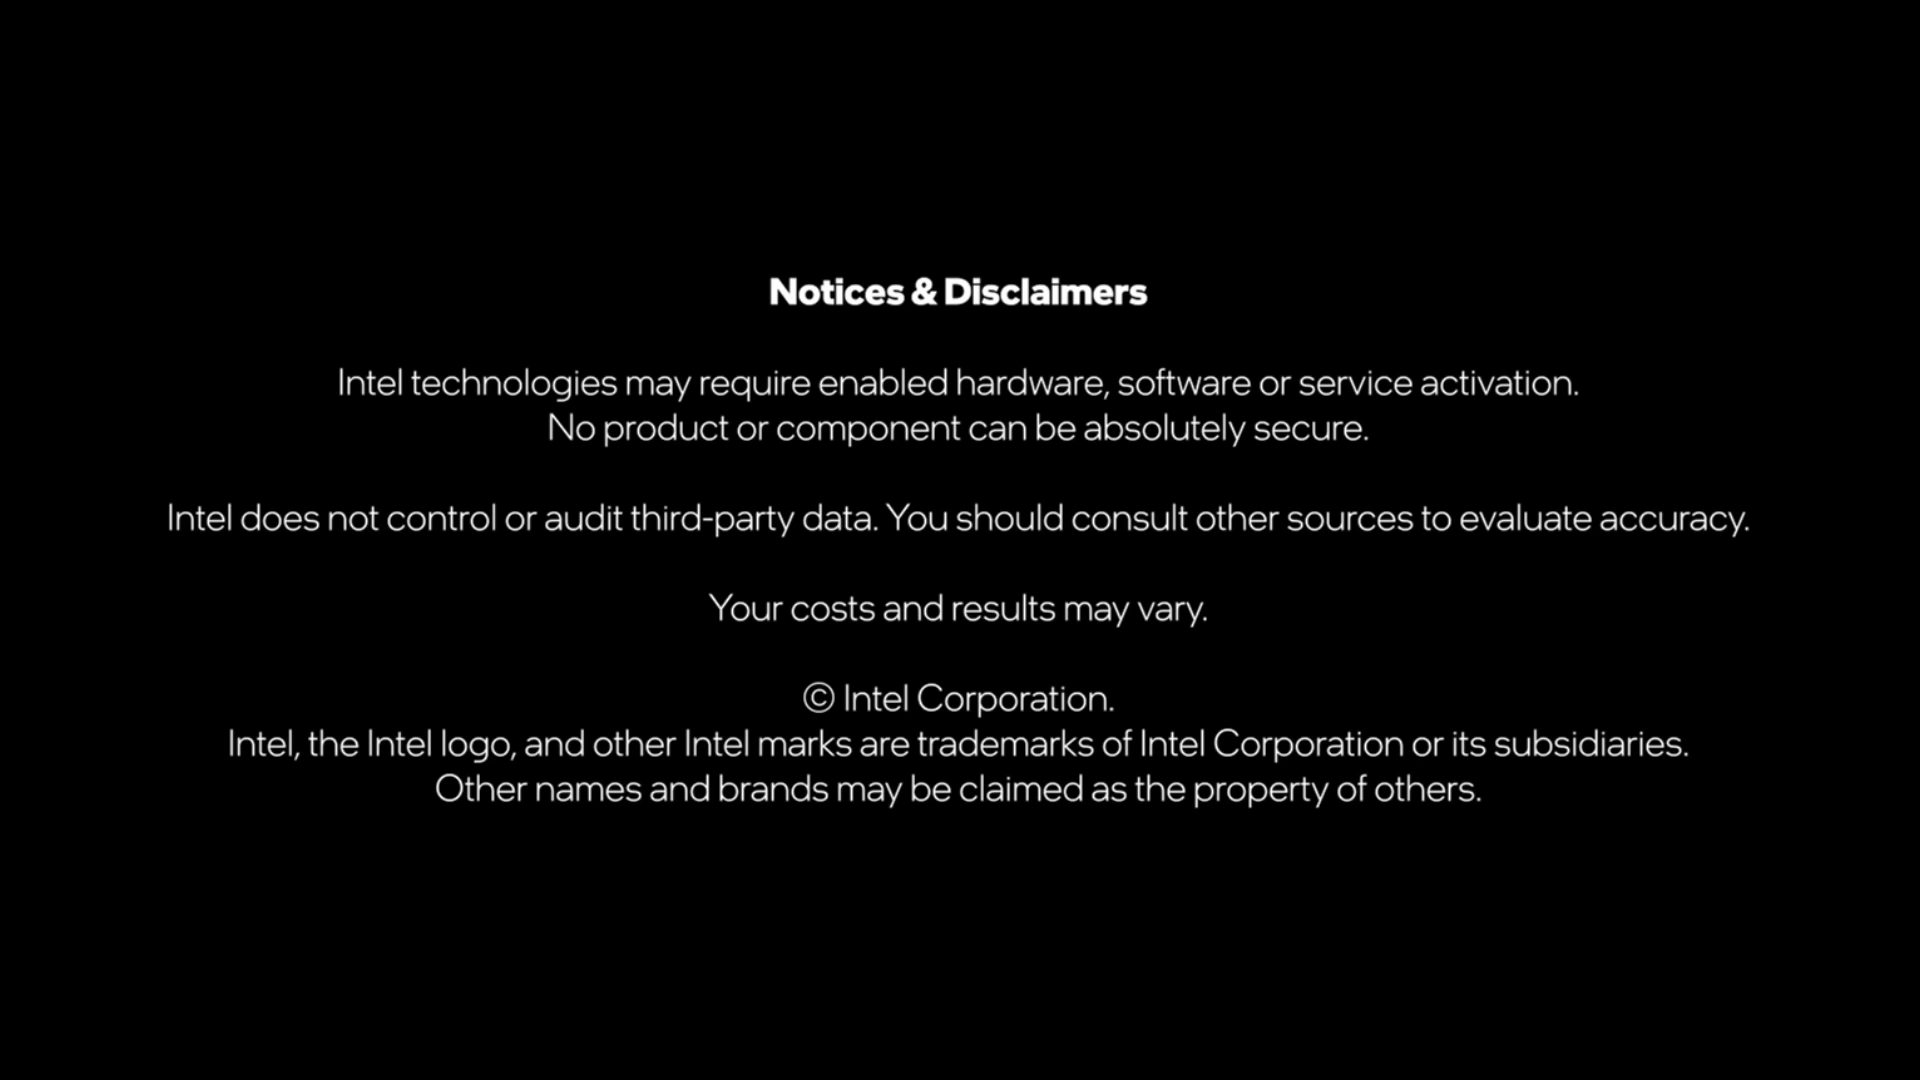 Notices & Disclaimers
Intel technologies may require enabled hardware, software or service activation.
No product or component can be absolutely secure.
Intel does not control or audit third-party data. You should consult other sources to evaluate accuracy.
Your costs and results may vary.
© Intel Corporation.
Intel, the Intel logo, and other Intel marks are trademarks of Intel Corporation or its subsidiaries.
Other names and brands may be claimed as the property of others.